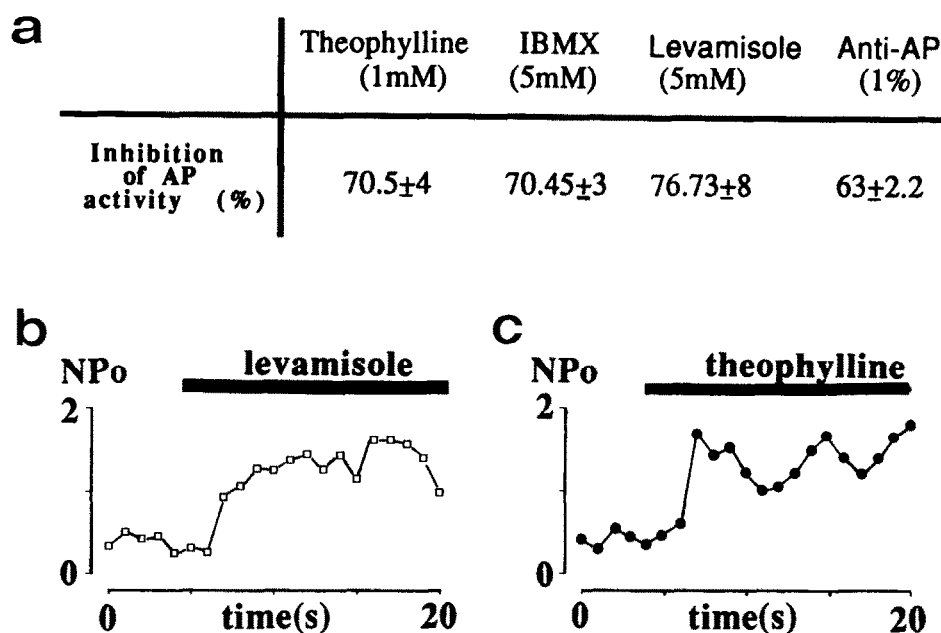 a
Theophylline IBMX Levamisole Anti-AP
(1mM) (5mM) (5mM) (1%)
Inhibition
of AP
activity (%)
70.5±4 70.45±3 76.73±8 63±2.2
b
levamisole
NPo
2
0
0 time(s) 20
c
theophylline
NPo
2
0
0 time(s) 20